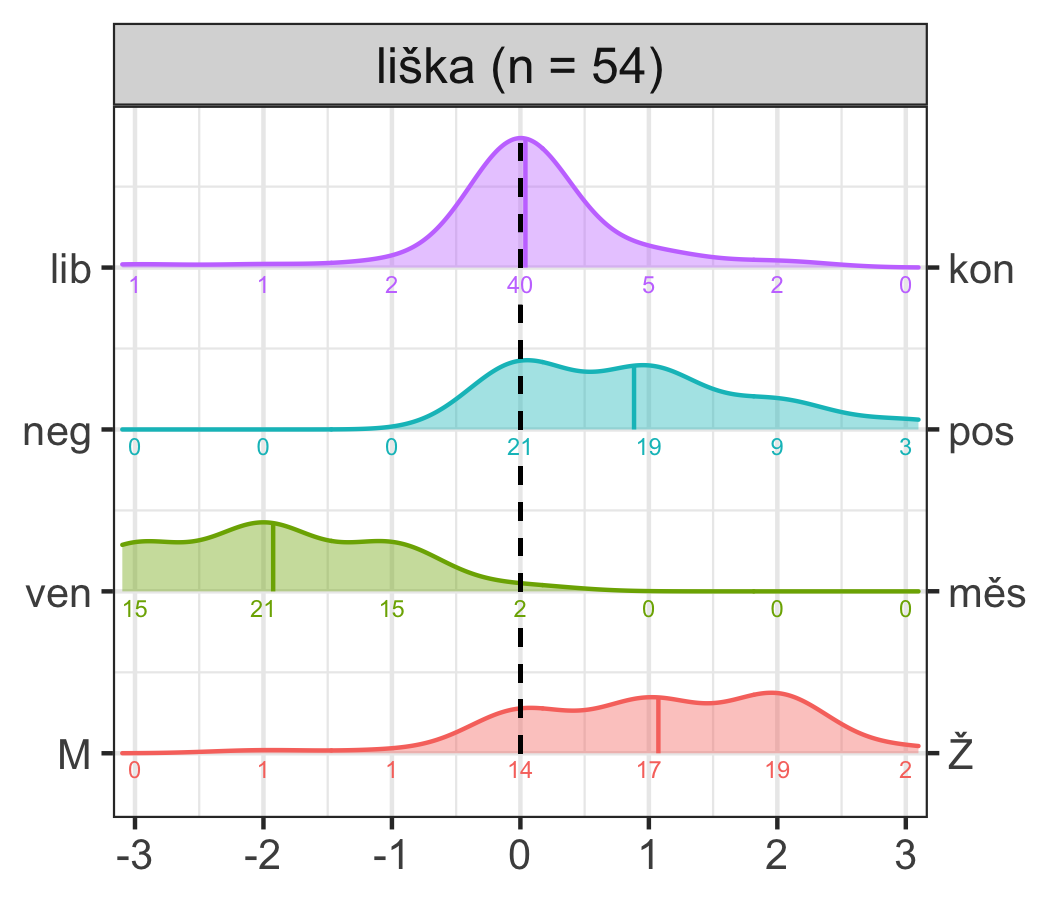 liška (n = 54)
lib kon
1 1 2 40 5 2 0
neg pos
0 0 0 21 19 9 3
ven měs
15 21 15 2 0 0 0
M Ž
0 1 1 14 17 19 2
-3 -2 -1 0 1 2 3